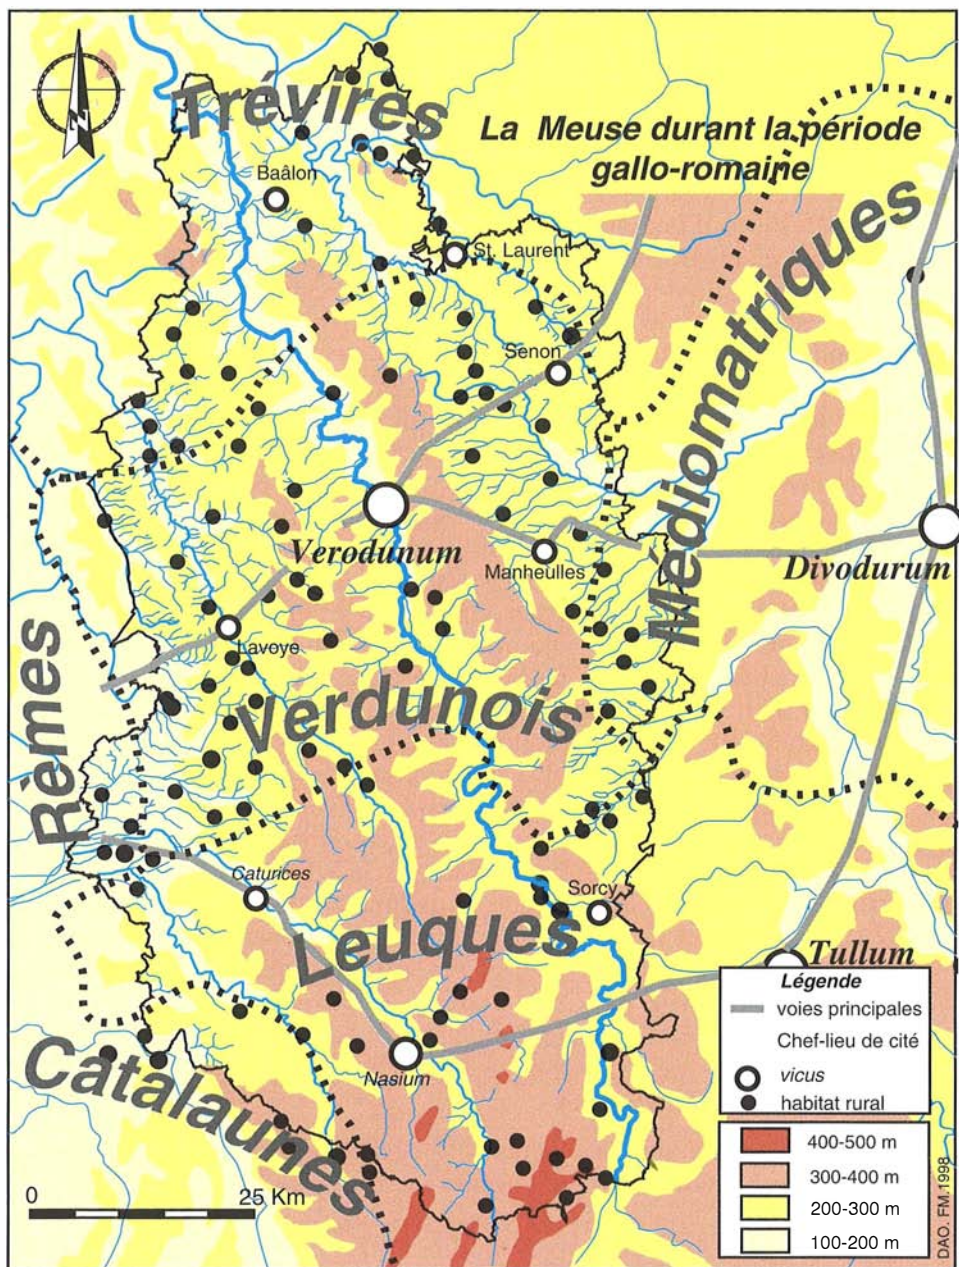 Trévires
La Meuse durant la période
gallo-romaine
Baâlon
St. Laurent
Médiomatriques
Senon
Verodunum
Manheulles
Divodurum
Lavoye
Rèmes
Verdunois
Caturices
Sorcy
Leuques
Tullum
Nasium
Catalaunes
Légende
voies principales
Chef-lieu de cité
vicus
habitat rural
400-500 m
300-400 m
200-300 m
100-200 m
0 25 Km
DAO. FM.1998
N